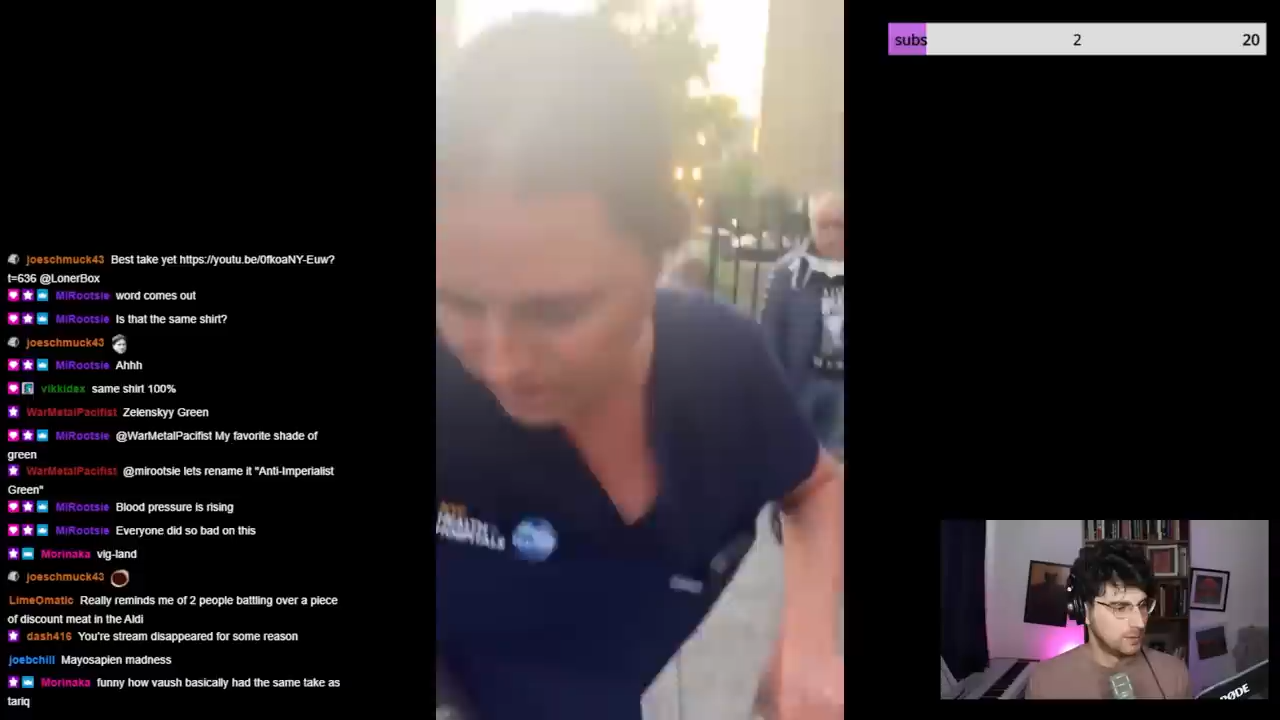 subs 2 20
joeschmuck43 Best take yet https://youtu.be/0fkoaNY-Euw?
t=636 @LonerBox
MiRootsie word comes out
MiRootsie Is that the same shirt?
joeschmuck43
MiRootsie Ahhh
vikkidax same shirt 100%
WarMetalPacifist Zelenskyy Green
MiRootsie @WarMetalPacifist My favorite shade of
green
WarMetalPacifist @mirootsie lets rename it "Anti-Imperialist
Green"
MiRootsie Blood pressure is rising
MiRootsie Everyone did so bad on this
Morinaka vig-land
joeschmuck43
LimeOmatic Really reminds me of 2 people battling over a piece
of discount meat in the Aldi
dash416 You're stream disappeared for some reason
joebchill Mayosapien madness
Morinaka funny how vaush basically had the same take as
tariq
RØDE